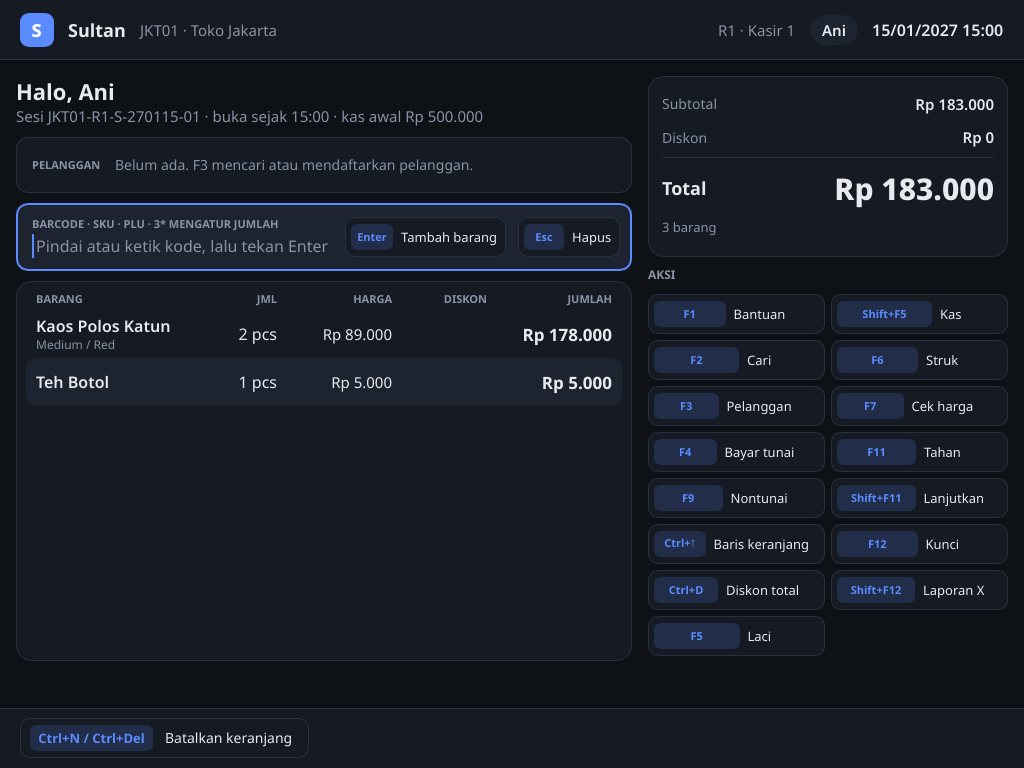 S Sultan JKT01 · Toko Jakarta R1 · Kasir 1 Ani 15/01/2027 15:00
Halo, Ani
Sesi JKT01-R1-S-270115-01 · buka sejak 15:00 · kas awal Rp 500.000
PELANGGAN Belum ada. F3 mencari atau mendaftarkan pelanggan.
BARCODE · SKU · PLU · 3* MENGATUR JUMLAH
Pindai atau ketik kode, lalu tekan Enter
Enter Tambah barang Esc Hapus
BARANG JML HARGA DISKON JUMLAH
Kaos Polos Katun 2 pcs Rp 89.000 Rp 178.000
Medium / Red
Teh Botol 1 pcs Rp 5.000 Rp 5.000
Subtotal Rp 183.000
Diskon Rp 0
Total Rp 183.000
3 barang
AKSI
F1 Bantuan Shift+F5 Kas
F2 Cari F6 Struk
F3 Pelanggan F7 Cek harga
F4 Bayar tunai F11 Tahan
F9 Nontunai Shift+F11 Lanjutkan
Ctrl+↑ Baris keranjang F12 Kunci
Ctrl+D Diskon total Shift+F12 Laporan X
F5 Laci
Ctrl+N / Ctrl+Del Batalkan keranjang